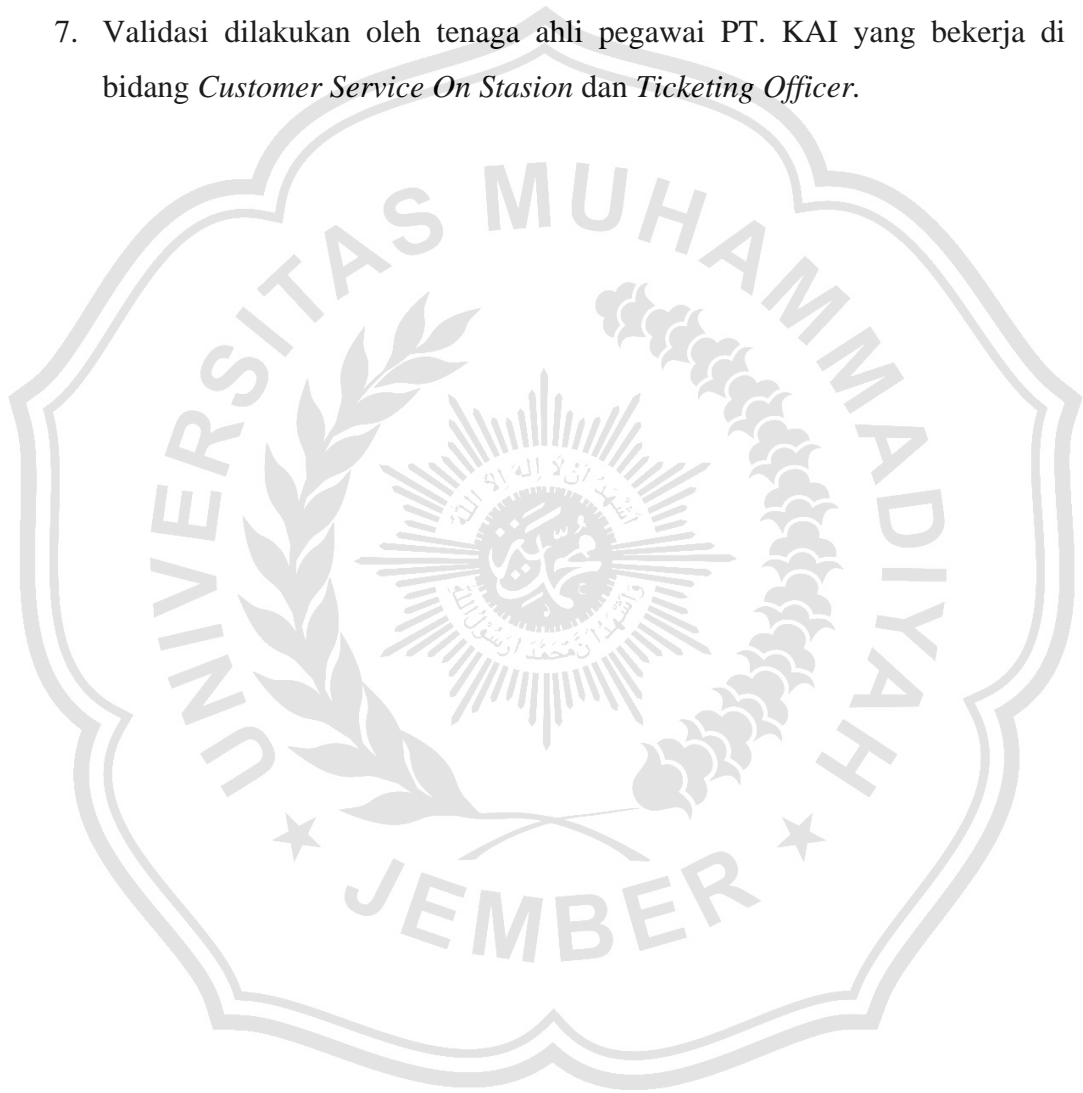 7. Validasi dilakukan oleh tenaga ahli pegawai PT. KAI yang bekerja di
bidang Customer Service On Stasion dan Ticketing Officer.
UNIVERSITAS MUHAMMADIYAH
JEMBER